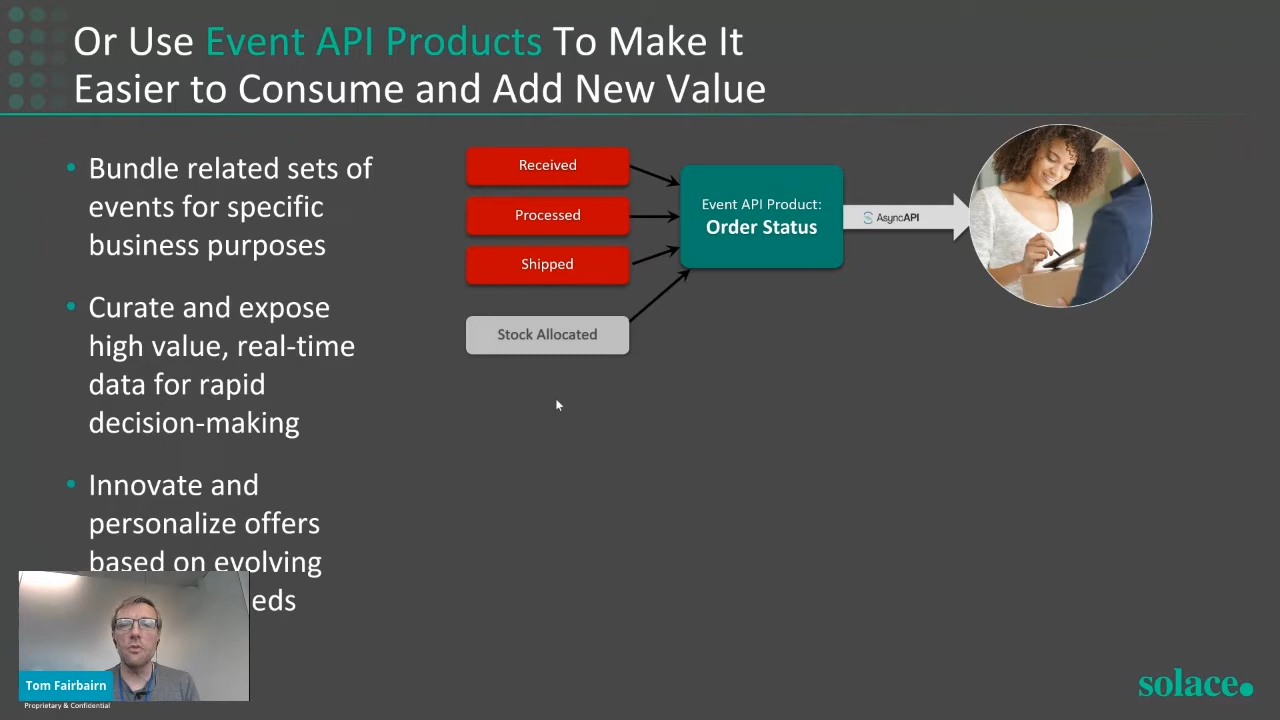 Or Use Event API Products To Make It
Easier to Consume and Add New Value
• Bundle related sets of
events for specific
business purposes
• Curate and expose
high value, real-time
data for rapid
decision-making
• Innovate and
personalize offers
based on evolving
eds
Received
Processed
Shipped
Stock Allocated
Event API Product:
Order Status
AsyncAPI
Tom Fairbairn
Proprietary & Confidential
solace.